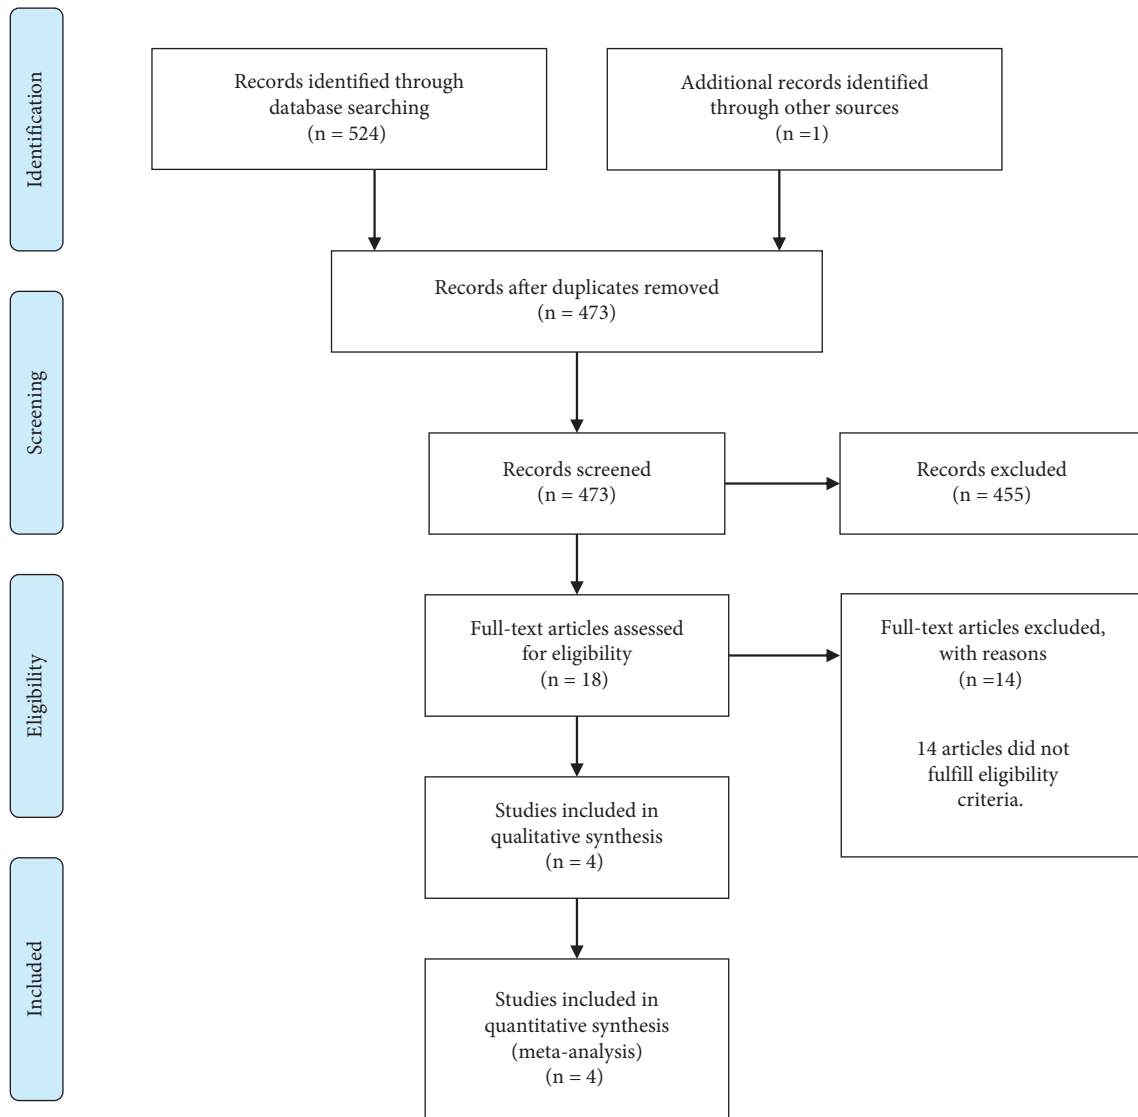 Identification
Records identified through
database searching
(n = 524)
Additional records identified
through other sources
(n =1)
Records after duplicates removed
(n = 473)
Screening
Records screened
(n = 473)
Records excluded
(n = 455)
Eligibility
Full-text articles assessed
for eligibility
(n = 18)
Full-text articles excluded,
with reasons
(n =14)
14 articles did not
fulfill eligibility
criteria.
Studies included in
qualitative synthesis
(n = 4)
Included
Studies included in
quantitative synthesis
(meta-analysis)
(n = 4)